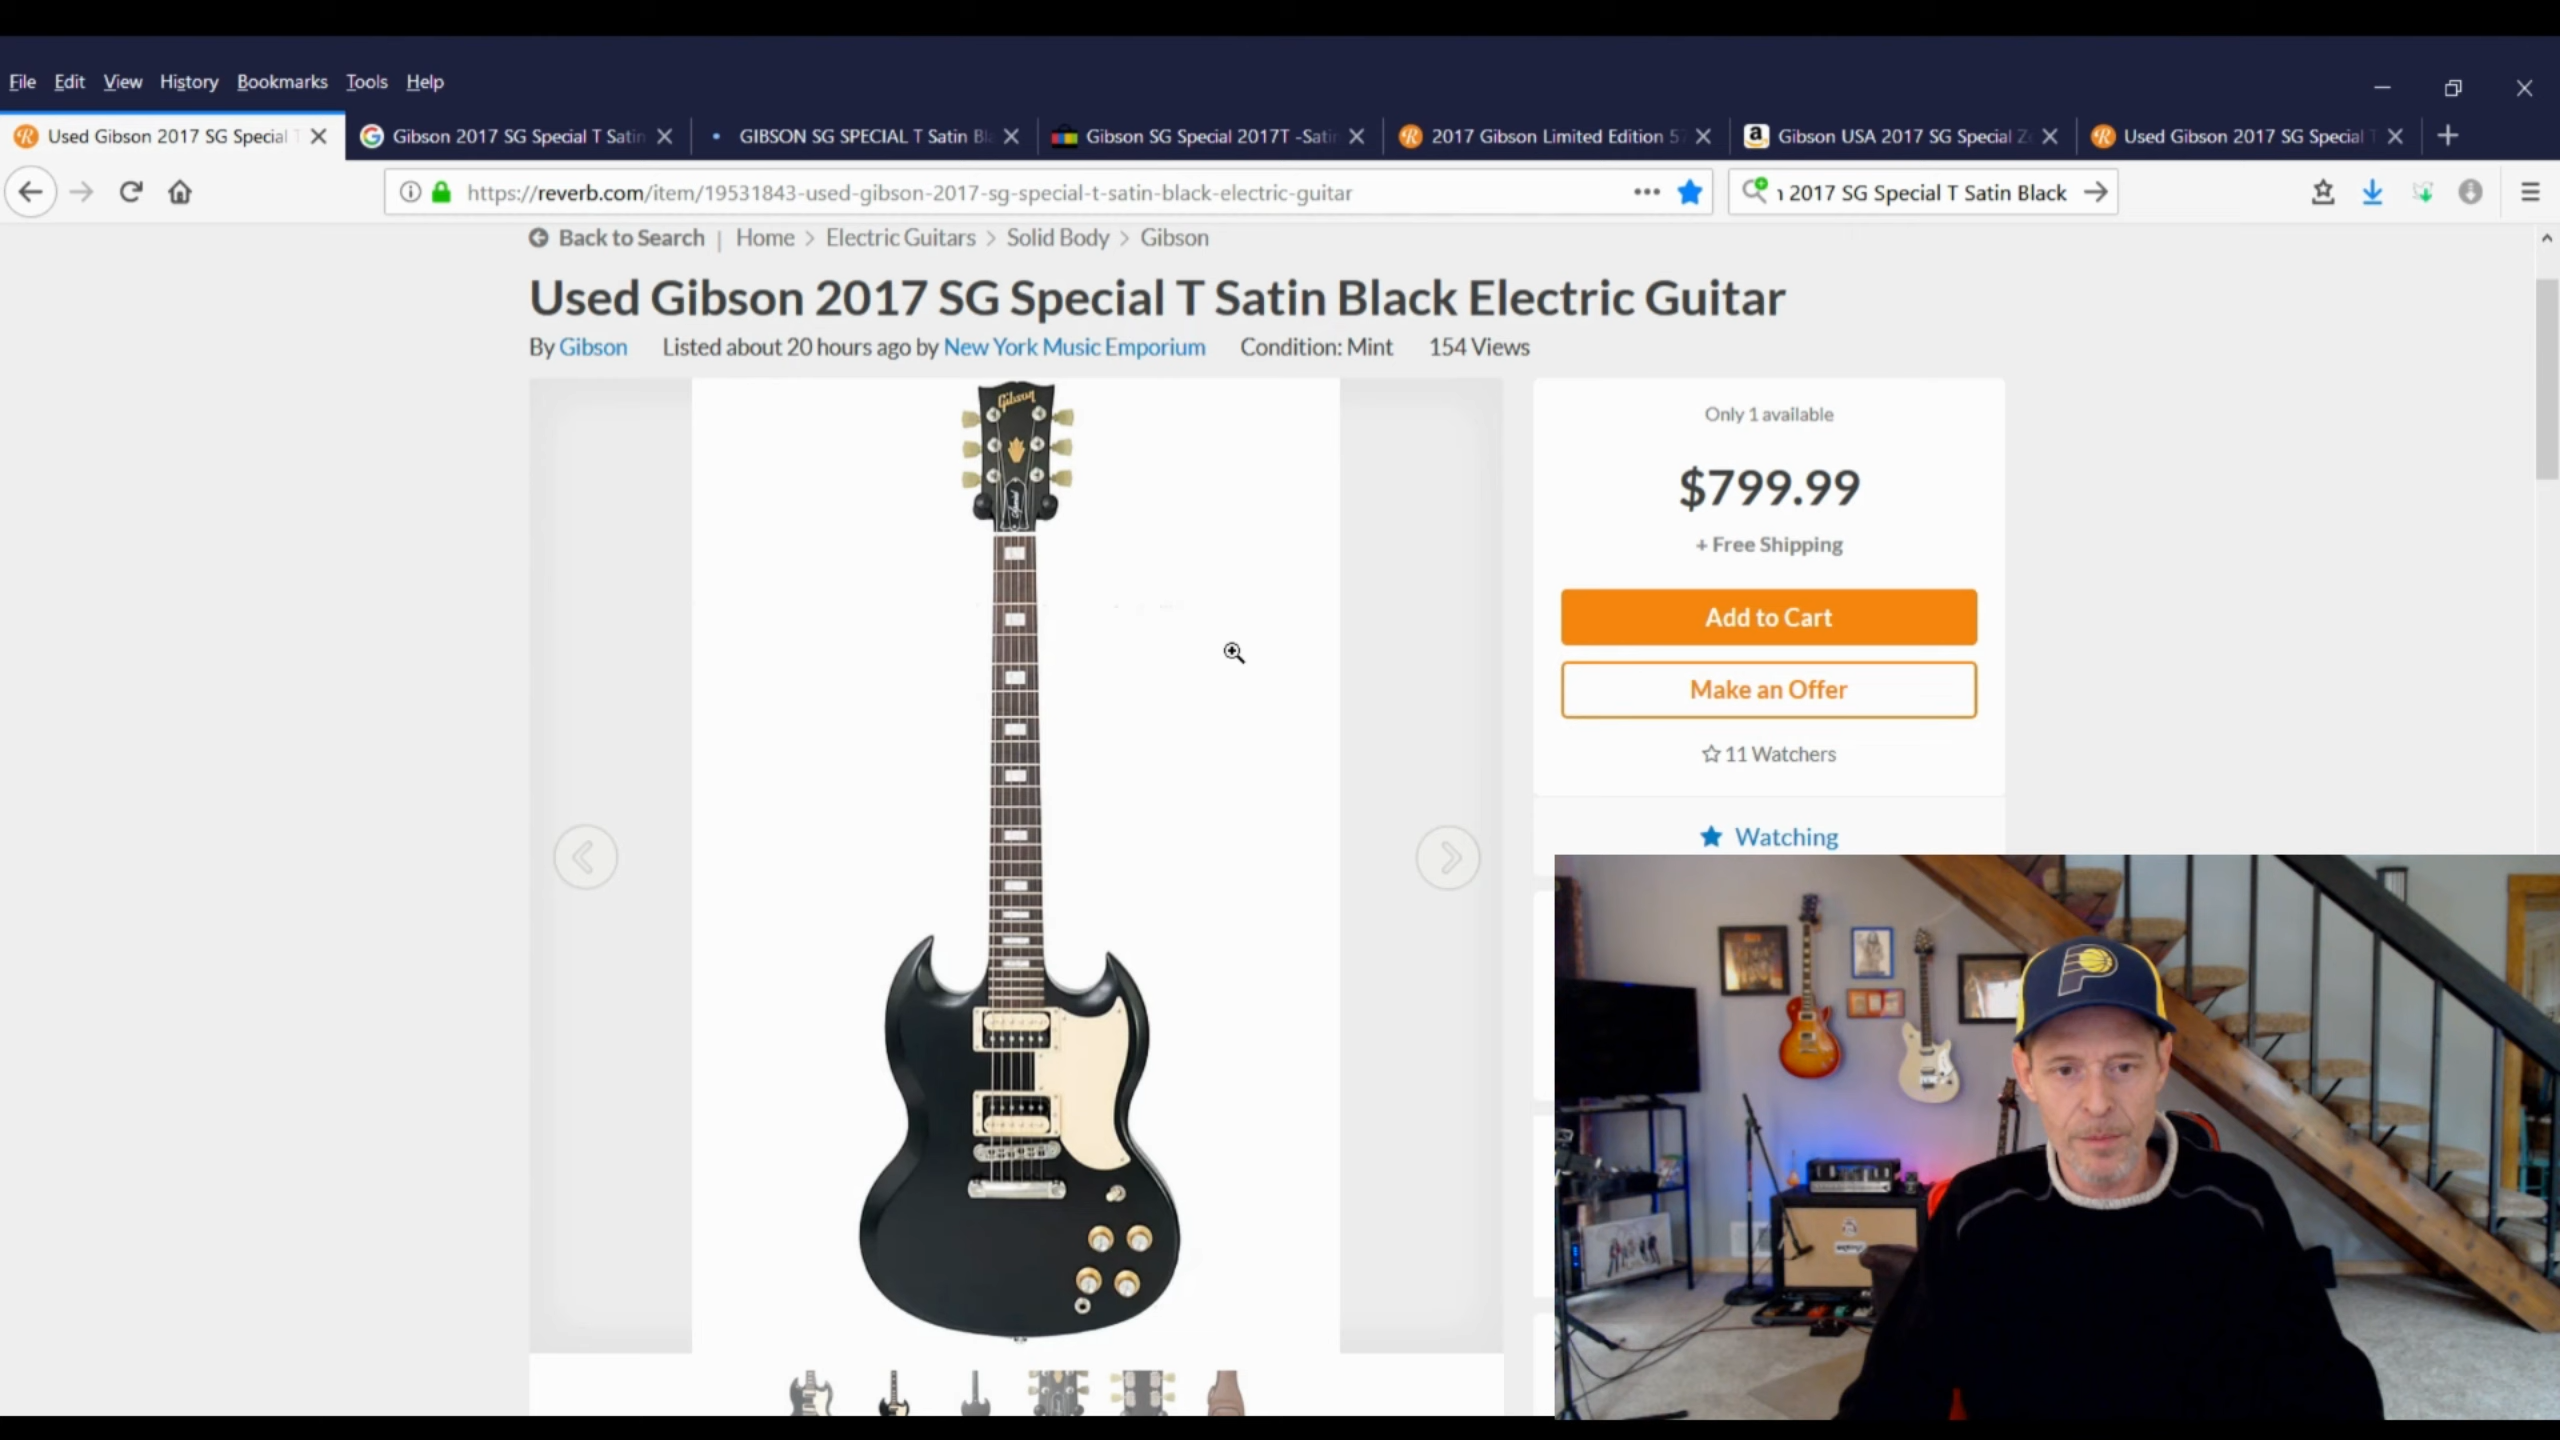 File Edit View History Bookmarks Tools Help
Used Gibson 2017 SG Special T
Gibson 2017 SG Special T Satin
GIBSON SG SPECIAL T Satin Bl
Gibson SG Special 2017T -Satin
2017 Gibson Limited Edition 57
Gibson USA 2017 SG Special Ze
Used Gibson 2017 SG Special T
https://reverb.com/item/19531843-used-gibson-2017-sg-special-t-satin-black-electric-guitar
2017 SG Special T Satin Black
Back to Search | Home > Electric Guitars > Solid Body > Gibson
Used Gibson 2017 SG Special T Satin Black Electric Guitar
By Gibson Listed about 20 hours ago by New York Music Emporium Condition: Mint 154 Views
Gibson
Only 1 available
$799.99
+ Free Shipping
Add to Cart
Make an Offer
11 Watchers
Watching